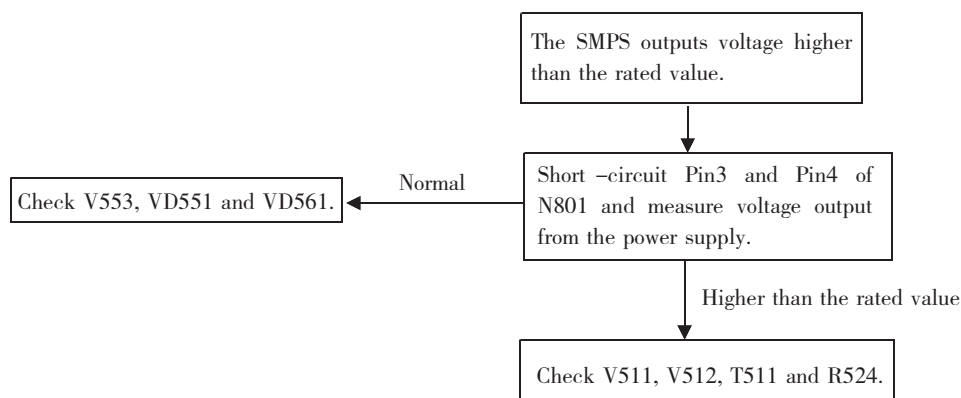 The SMPS outputs voltage higher
than the rated value.
Short –circuit Pin3 and Pin4 of
N801 and measure voltage output
from the power supply.
Normal
Check V553, VD551 and VD561.
Higher than the rated value
Check V511, V512, T511 and R524.